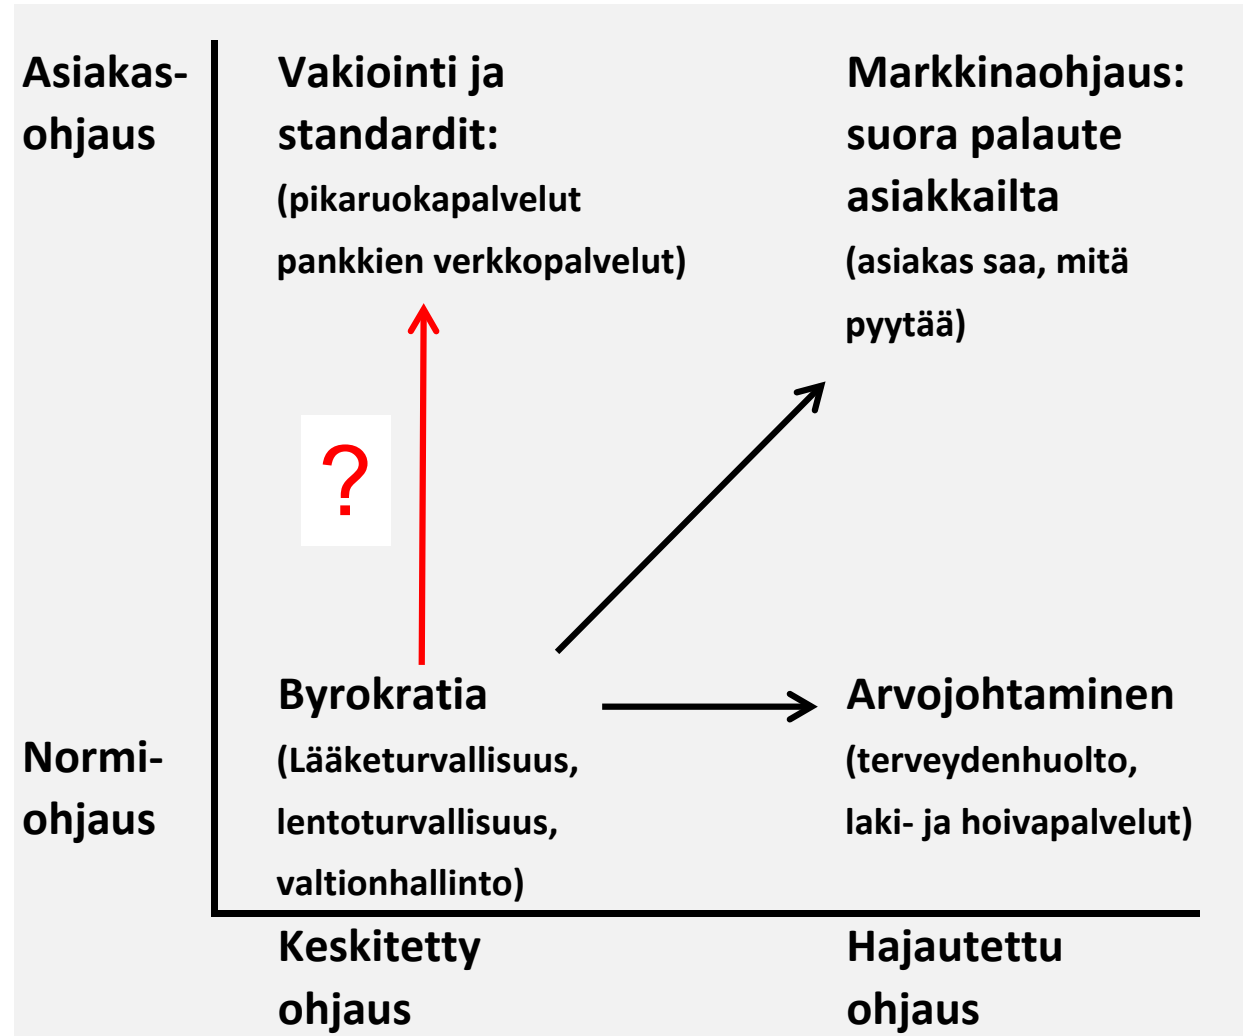 Asiakas-
ohjaus
Vakiointi ja
standardit:
(pikaruokapalvelut
pankkien verkkopalvelut)
Markkinaohjaus:
suora palaute
asiakkailta
(asiakas saa, mitä
pyytää)
?
Normi-
ohjaus
Byrokratia
(Lääketurvallisuus,
lentoturvallisuus,
valtionhallinto)
Arvojohtaminen
(terveydenhuolto,
laki- ja hoivapalvelut)
Keskitetty
ohjaus
Hajautettu
ohjaus